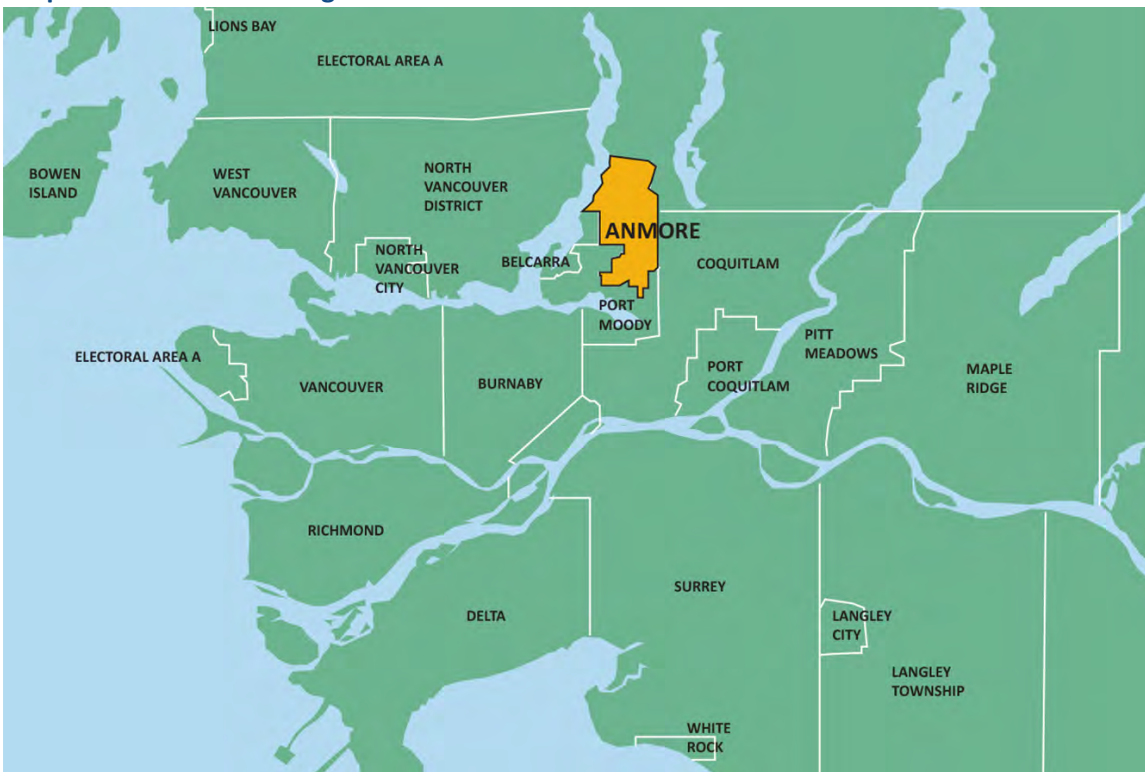 LIONS BAY
ELECTORAL AREA A
BOWEN
ISLAND
WEST
VANCOUVER
NORTH
VANCOUVER
DISTRICT
ANMORE
NORTH
VANCOUVER
CITY
BELCARRA
COQUITLAM
PORT
MOODY
ELECTORAL AREA A
VANCOUVER
BURNABY
PORT
COQUITLAM
PITT
MEADOWS
MAPLE
RIDGE
RICHMOND
DELTA
SURREY
LANGLEY
CITY
LANGLEY
TOWNSHIP
WHITE
ROCK